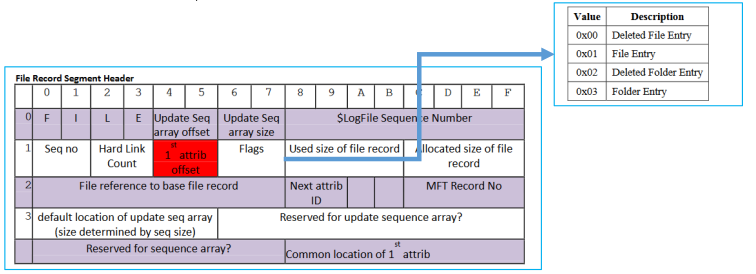 Value Description
0x00 Deleted File Entry
0x01 File Entry
0x02 Deleted Folder Entry
0x03 Folder Entry
File Record Segment Header
0 1 2 3 4 5 6 7 8 9 A B C D E F
0 F I L E Update Seq array offset Update Seq array size $LogFile Sequence Number
1 Seq no Hard Link Count 1st attrib offset Flags Used size of file record Allocated size of file record
2 File reference to base file record Next attrib ID MFT Record No
3 default location of update seq array (size determined by seq size) Reserved for update sequence array?
Reserved for sequence array? Common location of 1st attrib